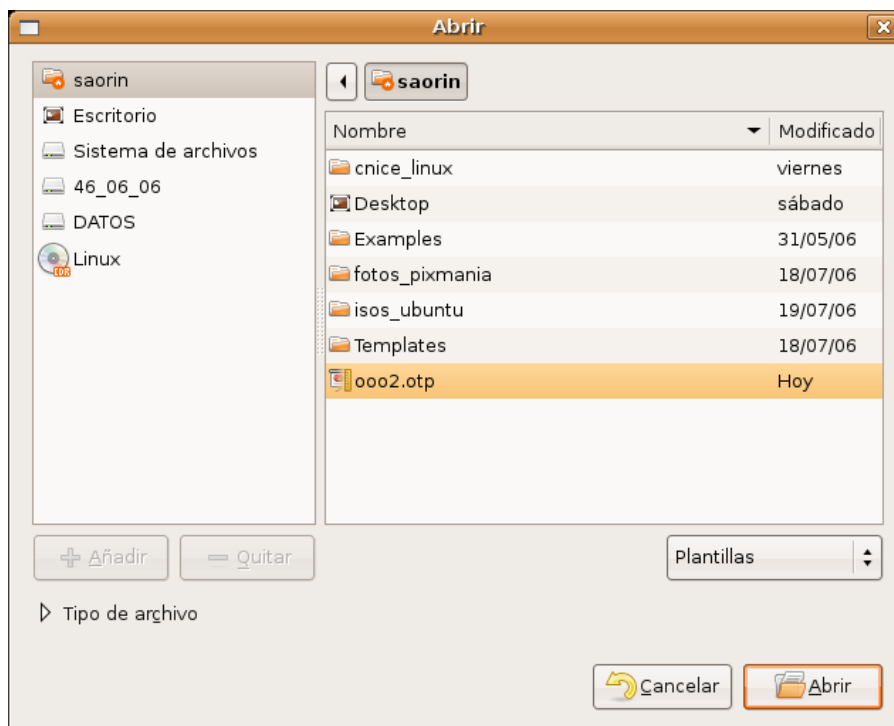 Abrir
saorin
Escritorio
Sistema de archivos
46_06_06
DATOS
Linux
CDR
saorin
Nombre Modificado
cnice_linux viernes
Desktop sábado
Examples 31/05/06
fotos_pixmania 18/07/06
isos_ubuntu 19/07/06
Templates 18/07/06
ooo2.otp Hoy
Añadir Quitar Plantillas
Tipo de archivo
Cancelar Abrir